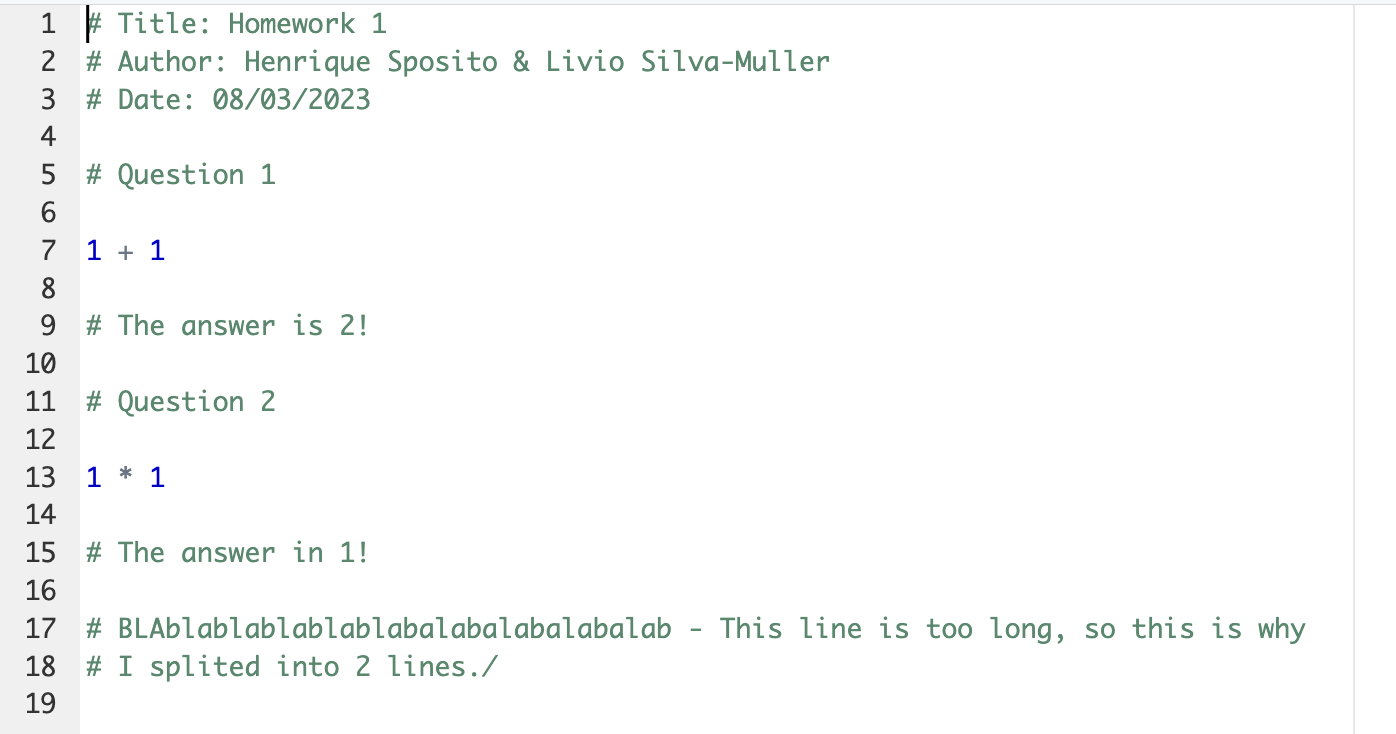 1 # Title: Homework 1
2 # Author: Henrique Sposito & Livio Silva-Muller
3 # Date: 08/03/2023
4
5 # Question 1
6
7 1 + 1
8
9 # The answer is 2!
10
11 # Question 2
12
13 1 * 1
14
15 # The answer in 1!
16
17 # BLAblablablablablabalabalabalabalab - This line is too long, so this is why
18 # I splited into 2 lines./
19